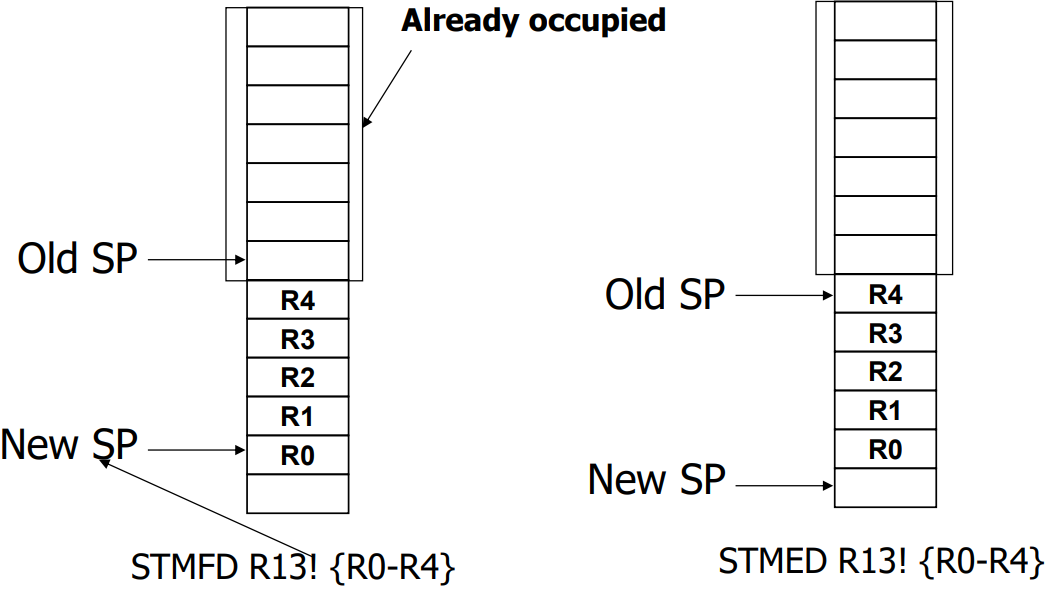 Already occupied
Old SP
R4
R3
R2
R1
New SP
R0
STMFD R13! {R0-R4}
Old SP
R4
R3
R2
R1
R0
New SP
STMED R13! {R0-R4}